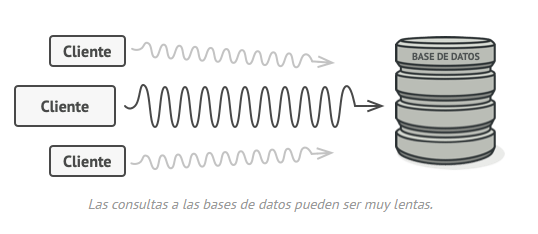 Cliente
BASE DE DATOS
Cliente
Cliente
Las consultas a las bases de datos pueden ser muy lentas.